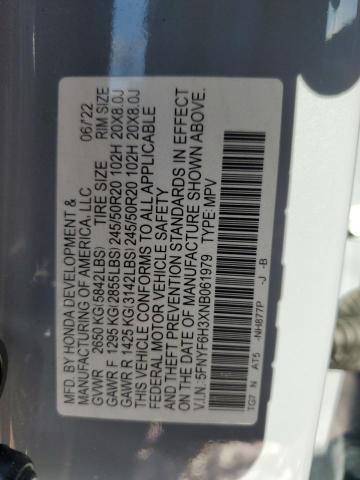 MFD. BY HONDA DEVELOPMENT & 06/22
MANUFACTURING OF AMERICA, LLC
GVWR 2650 KG(5842LBS) TIRE SIZE RIM SIZE
GAWR F 1295 KG(2855LBS) 245/50R20 102H 20X8.0J
GAWR R 1425 KG(3142LBS) 245/50R20 102H 20X8.0J
THIS VEHICLE CONFORMS TO ALL APPLICABLE
FEDERAL MOTOR VEHICLE SAFETY
AND THEFT PREVENTION STANDARDS IN EFFECT
ON THE DATE OF MANUFACTURE SHOWN ABOVE.
V.I.N.:5FNYF6H3XNB061979 TYPE:MPV
TG7 N AT5 -NH877P -J -B